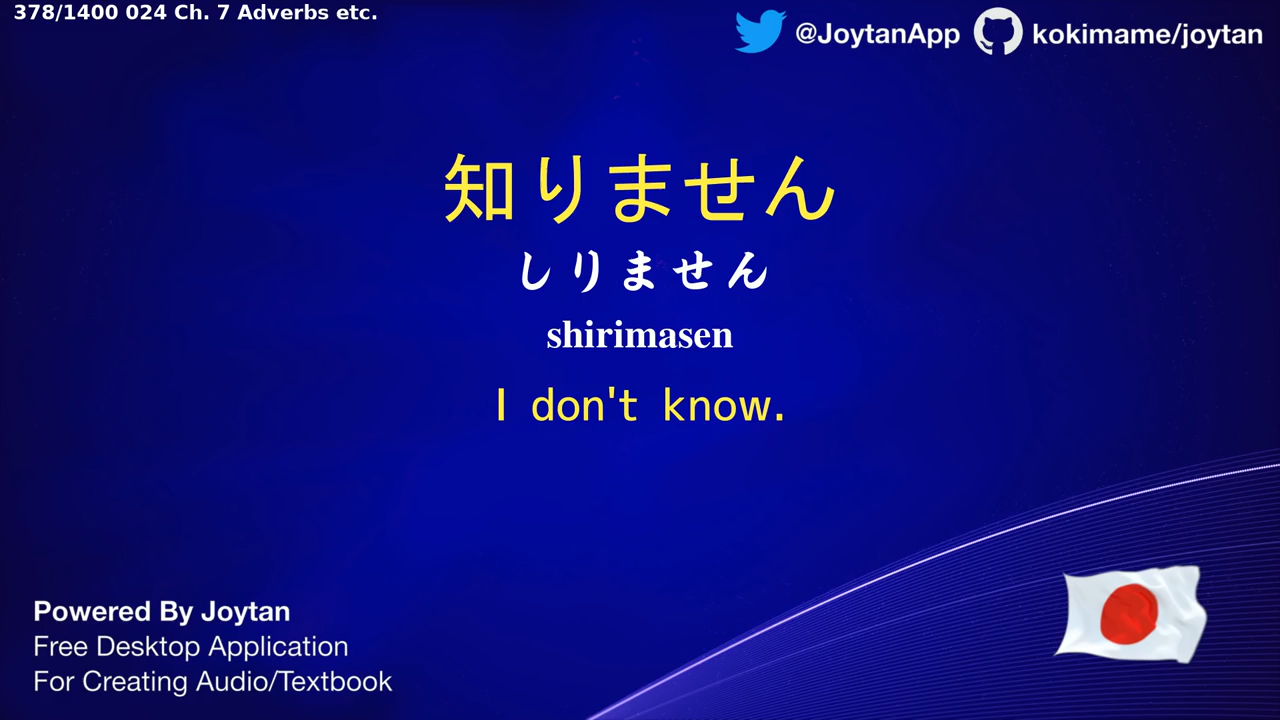 378/1400 024 Ch. 7 Adverbs etc.
@JoytanApp kokimame/joytan
知りません
しりません
shirimasen
I don't know.
Powered By Joytan
Free Desktop Application
For Creating Audio/Textbook